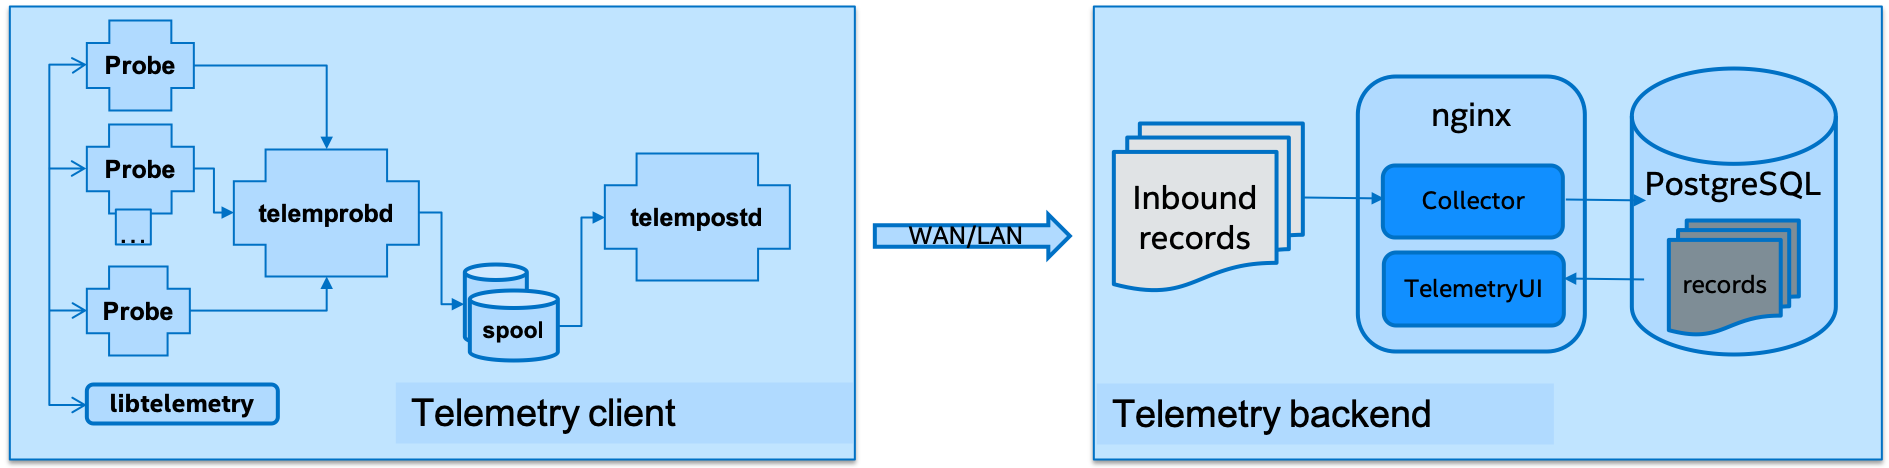 Probe
Probe
...
Probe
libtelemetry
telemprobd
spool
telempostd
Telemetry client
WAN/LAN
Inbound
records
nginx
Collector
TelemetryUI
PostgreSQL
records
Telemetry backend